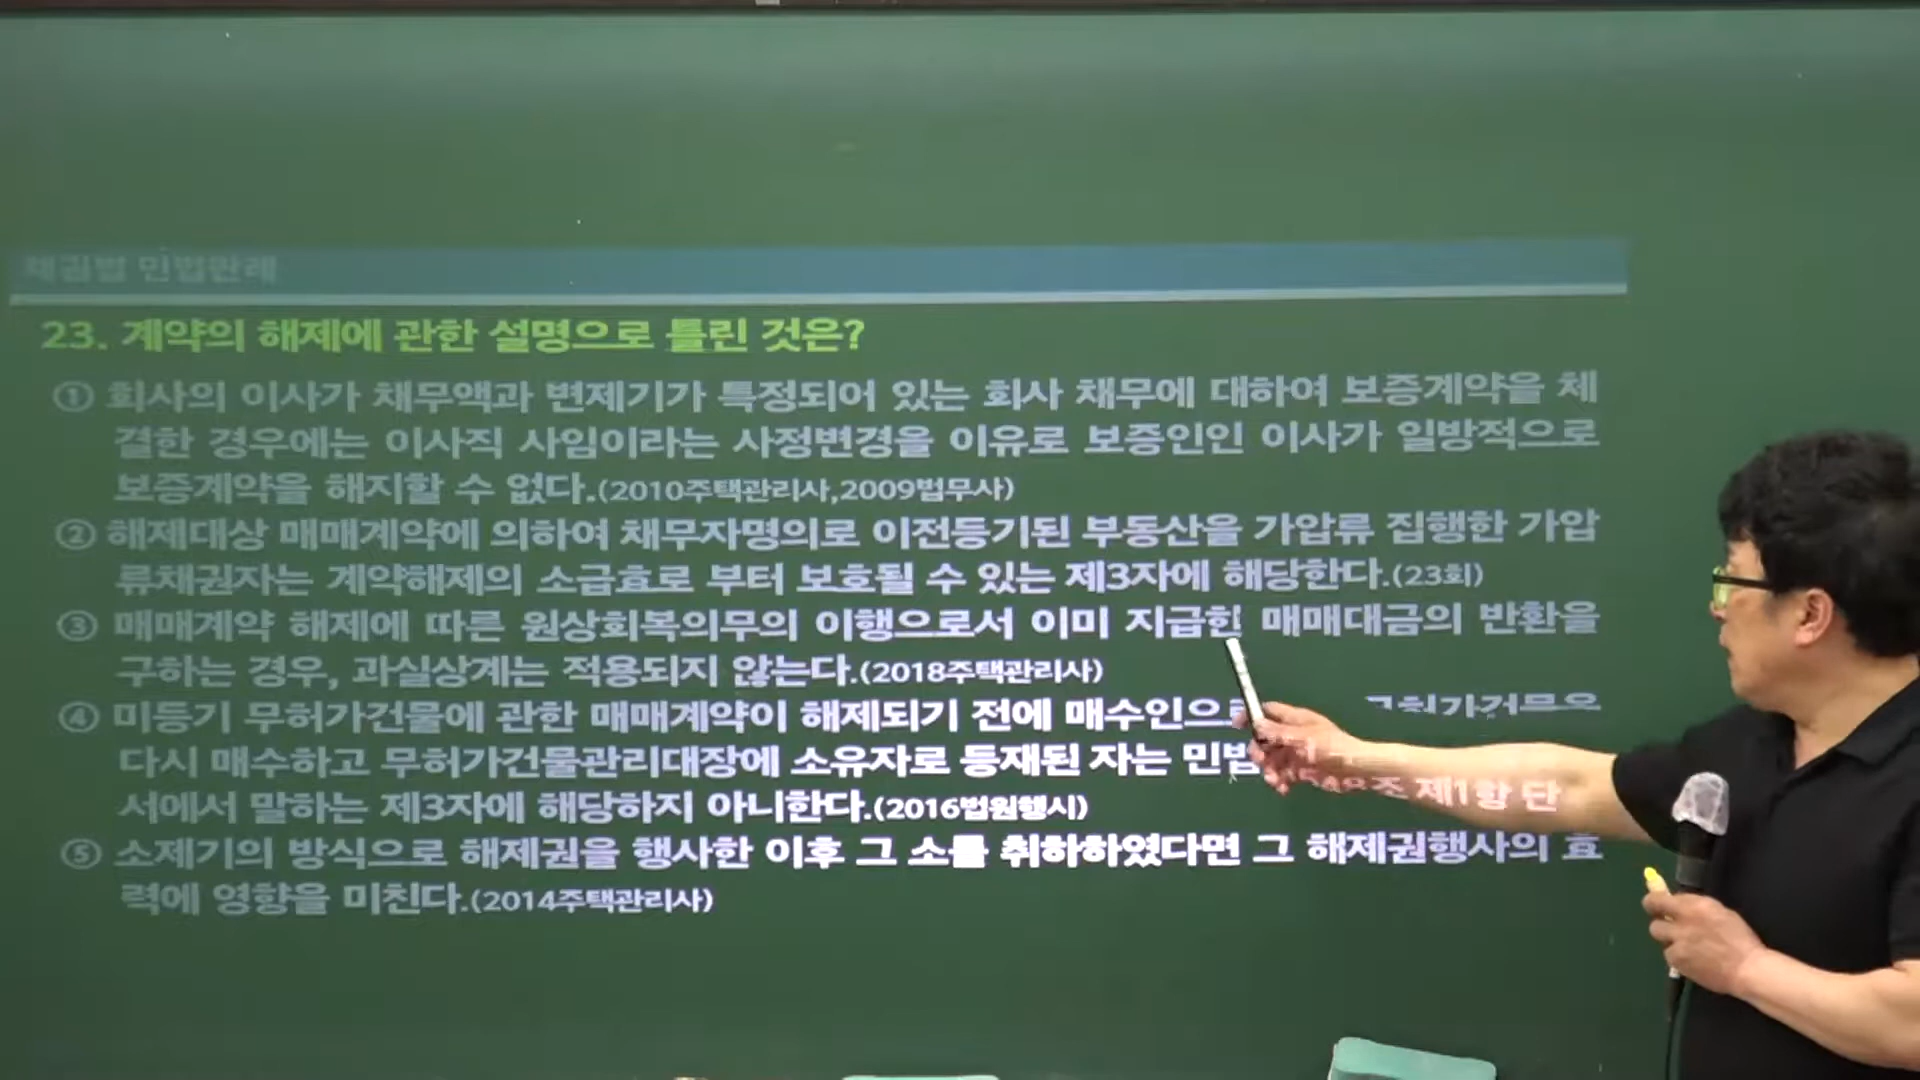 채권법 민법판례
23. 계약의 해제에 관한 설명으로 틀린 것은?
① 회사의 이사가 채무액과 변제기가 특정되어 있는 회사 채무에 대하여 보증계약을 체
결한 경우에는 이사직 사임이라는 사정변경을 이유로 보증인인 이사가 일방적으로
보증계약을 해지할 수 없다.(2010주택관리사,2009법무사)
② 해제대상 매매계약에 의하여 채무자명의로 이전등기된 부동산을 가압류 집행한 가압
류채권자는 계약해제의 소급효로 부터 보호될 수 있는 제3자에 해당한다.(23회)
③ 매매계약 해제에 따른 원상회복의무의 이행으로서 이미 지급한 매매대금의 반환을
구하는 경우, 과실상계는 적용되지 않는다.(2018주택관리사)
④ 미등기 무허가건물에 관한 매매계약이 해제되기 전에 매수인으로 무허가건물을
다시 매수하고 무허가건물관리대장에 소유자로 등재된 자는 민법 548조 제1항 단
서에서 말하는 제3자에 해당하지 아니한다.(2016법원행시)
⑤ 소제기의 방식으로 해제권을 행사한 이후 그 소를 취하하였다면 그 해제권행사의 효
력에 영향을 미친다.(2014주택관리사)